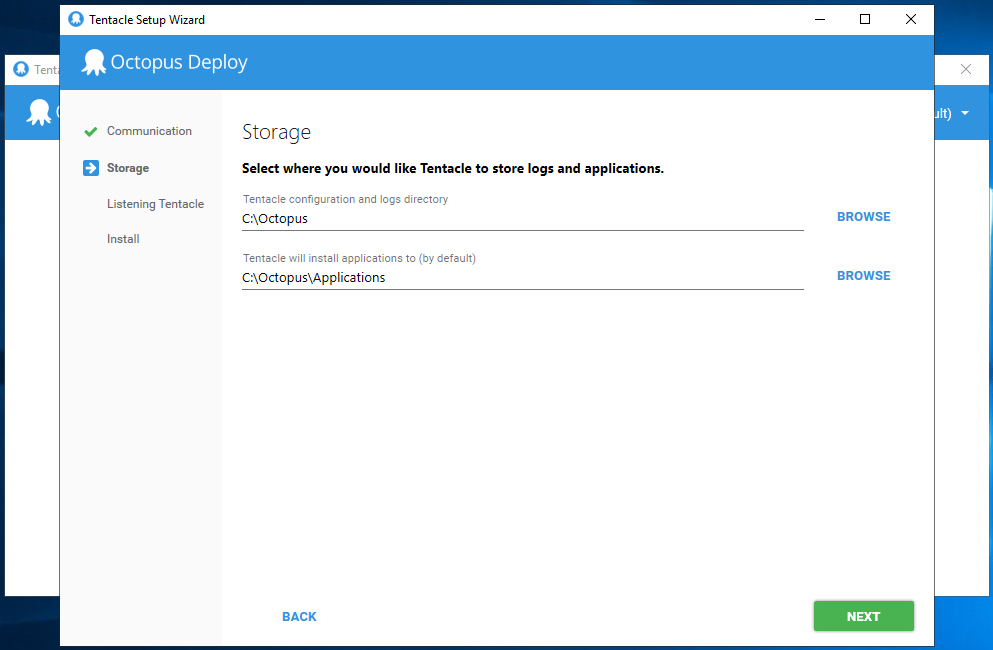 Tentacle Setup Wizard
Octopus Deploy
Communication
Storage
Listening Tentacle
Install
Storage
Select where you would like Tentacle to store logs and applications.
Tentacle configuration and logs directory
C:\Octopus
BROWSE
Tentacle will install applications to (by default)
C:\Octopus\Applications
BROWSE
BACK
NEXT